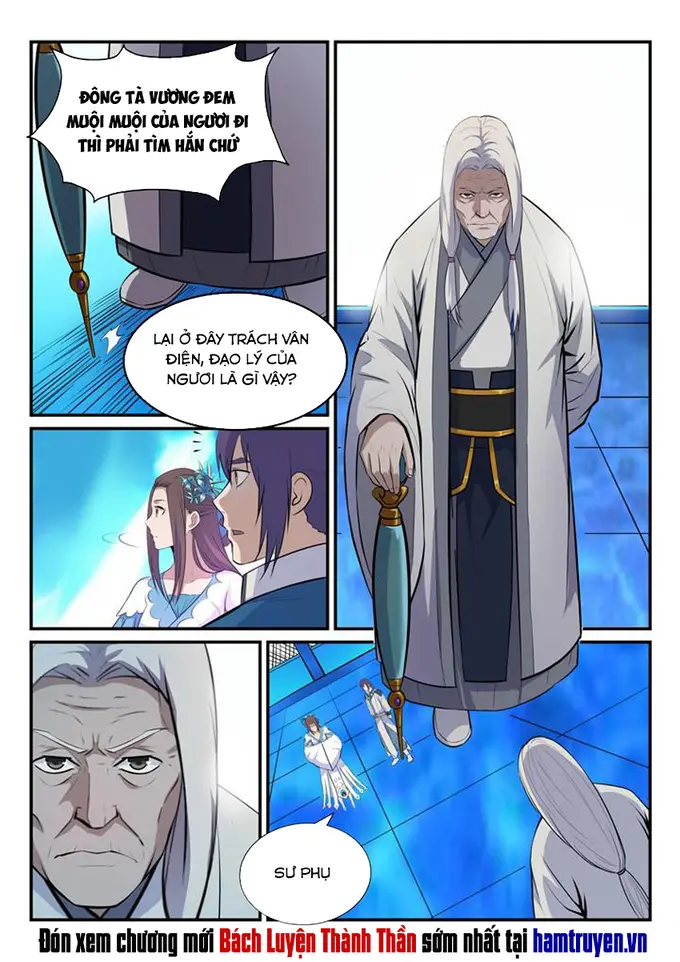 ĐÔNG TÀ VƯƠNG ĐEM
MUỘI MUỘI CỦA NGƯƠI ĐI
THÌ PHẢI TÌM HẮN CHỨ
LẠI Ở ĐÂY TRÁCH VÂN
ĐIỆN, ĐẠO LÝ CỦA
NGƯƠI LÀ GÌ VẬY?
SƯ PHỤ
Đón xem chương mới Bách Luyện Thành Thần sớm nhất tại hamtruyen.vn